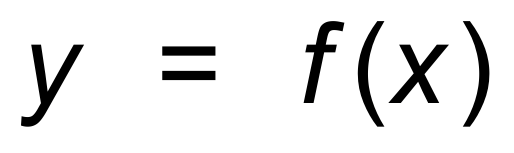 y = f(x)